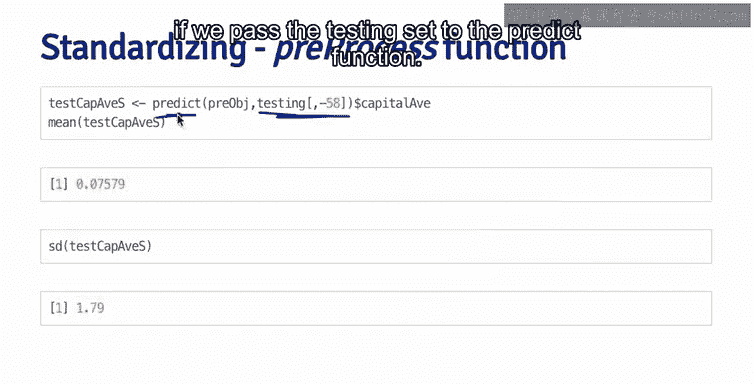 if we pass the testing set to the predict
function.
Standardizing - preProcess function
testCapAveS <- predict(preObj,testing[,-58])$capitalAve
mean(testCapAveS)
[1] 0.07579
sd(testCapAveS)
[1] 1.79